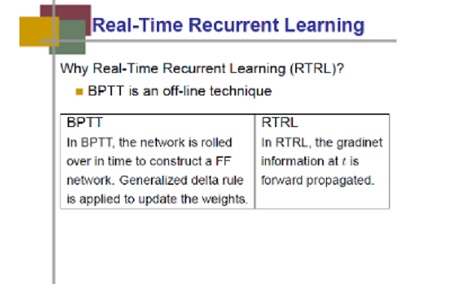 Real-Time Recurrent Learning
Why Real-Time Recurrent Learning (RTRL)?
BPTT is an off-line technique
BPTT
In BPTT, the network is rolled
over in time to construct a FF
network. Generalized delta rule
is applied to update the weights.
RTRL
In RTRL, the gradinet
information at t is
forward propagated.